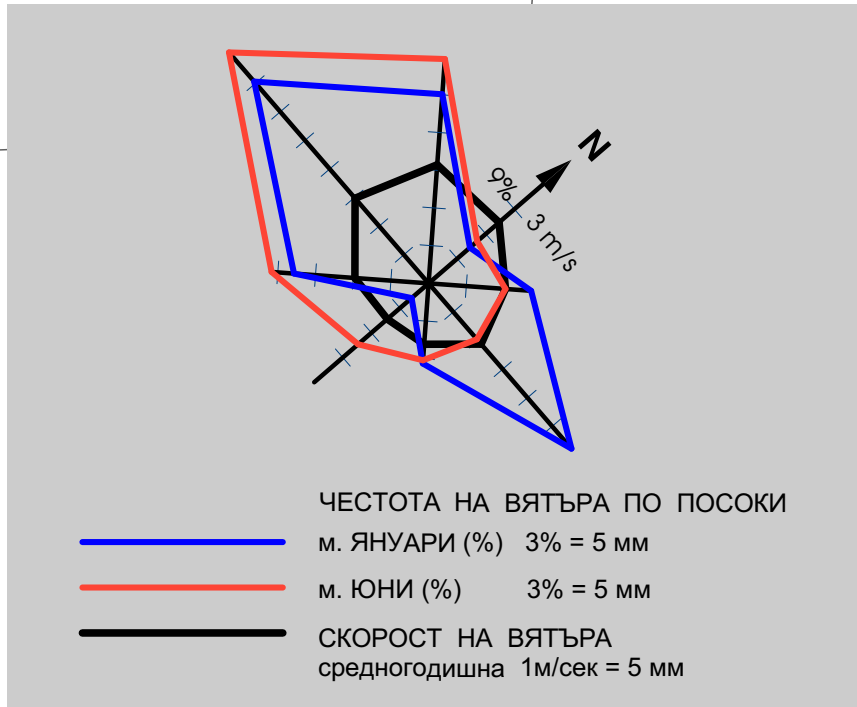 N
9%
3 m/s
ЧЕСТОТА НА ВЯТЪРА ПО ПОСОКИ
м. ЯНУАРИ (%) 3% = 5 мм
м. ЮНИ (%) 3% = 5 мм
СКОРОСТ НА ВЯТЪРА
средногодишна 1м/сек = 5 мм